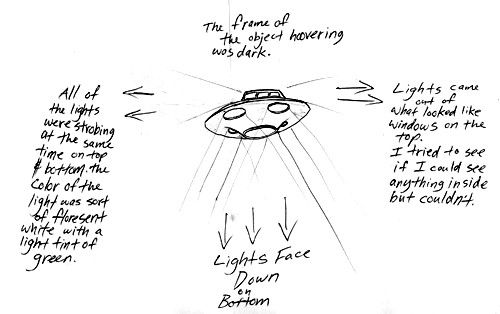 The frame of
the object hoovering
was dark.
All of
the lights
were strobing
at the same
time on top
& bottom. the
color of the
light was sort
of floresent
white with a
light tint of
green.
Lights came
out of
what looked like
windows on the
top.
I tried to see
if I could see
anything inside
but couldn't.
Lights Face
Down
on
Bottom